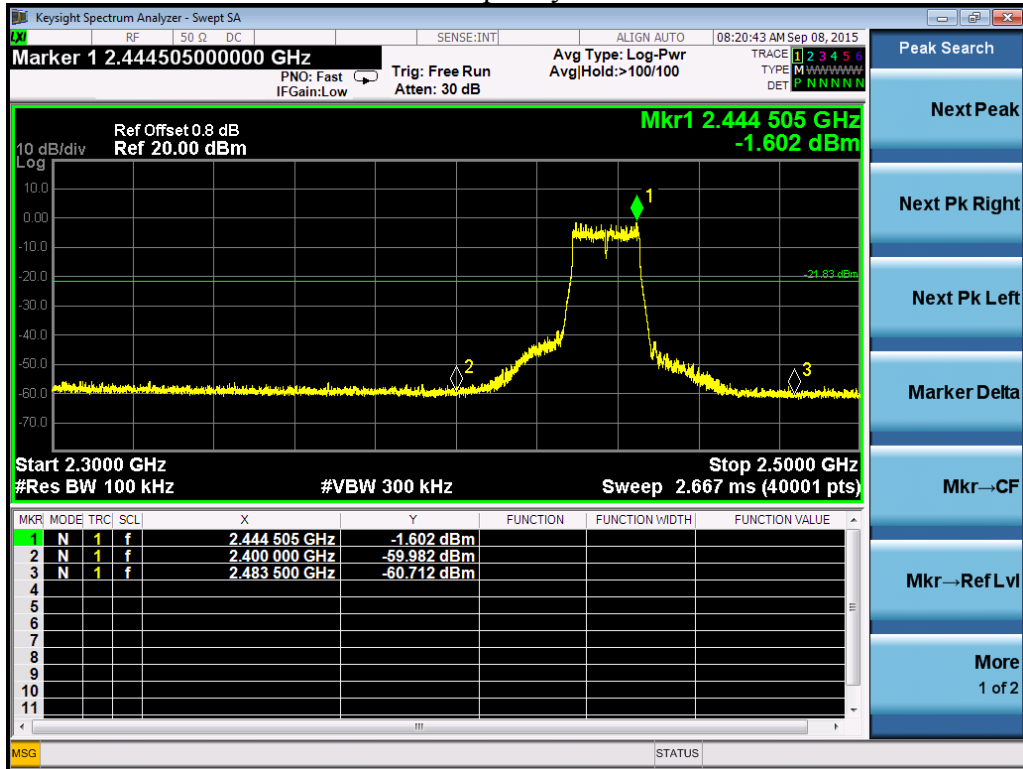 Keysight Spectrum Analyzer - Swept SA
LXI RF 50 Ω DC SENSE:INT ALIGN AUTO 08:20:43 AM Sep 08, 2015
Marker 1 2.444505000000 GHz
PNO: Fast
IFGain:Low
Trig: Free Run
Atten: 30 dB
Avg Type: Log-Pwr
Avg|Hold:>100/100
TRACE 1 2 3 4 5 6
TYPE M W W W W W
DET P N N N N N
Ref Offset 0.8 dB
Ref 20.00 dBm
Mkr1 2.444 505 GHz
-1.602 dBm
10 dB/div
Log
10.0
0.00
-10.0
-20.0
-30.0
-40.0
-50.0
-60.0
-70.0
1
-21.83 dBm
2
3
Start 2.3000 GHz
Stop 2.5000 GHz
#Res BW 100 kHz
#VBW 300 kHz
Sweep 2.667 ms (40001 pts)
MKR MODE TRC SCL X Y FUNCTION FUNCTION WIDTH FUNCTION VALUE
1 N 1 f 2.444 505 GHz -1.602 dBm
2 N 1 f 2.400 000 GHz -59.982 dBm
3 N 1 f 2.483 500 GHz -60.712 dBm
4
5
6
7
8
9
10
11
MSG
STATUS
Peak Search
Next Peak
Next Pk Right
Next Pk Left
Marker Delta
Mkr→CF
Mkr→Ref Lvl
More
1 of 2